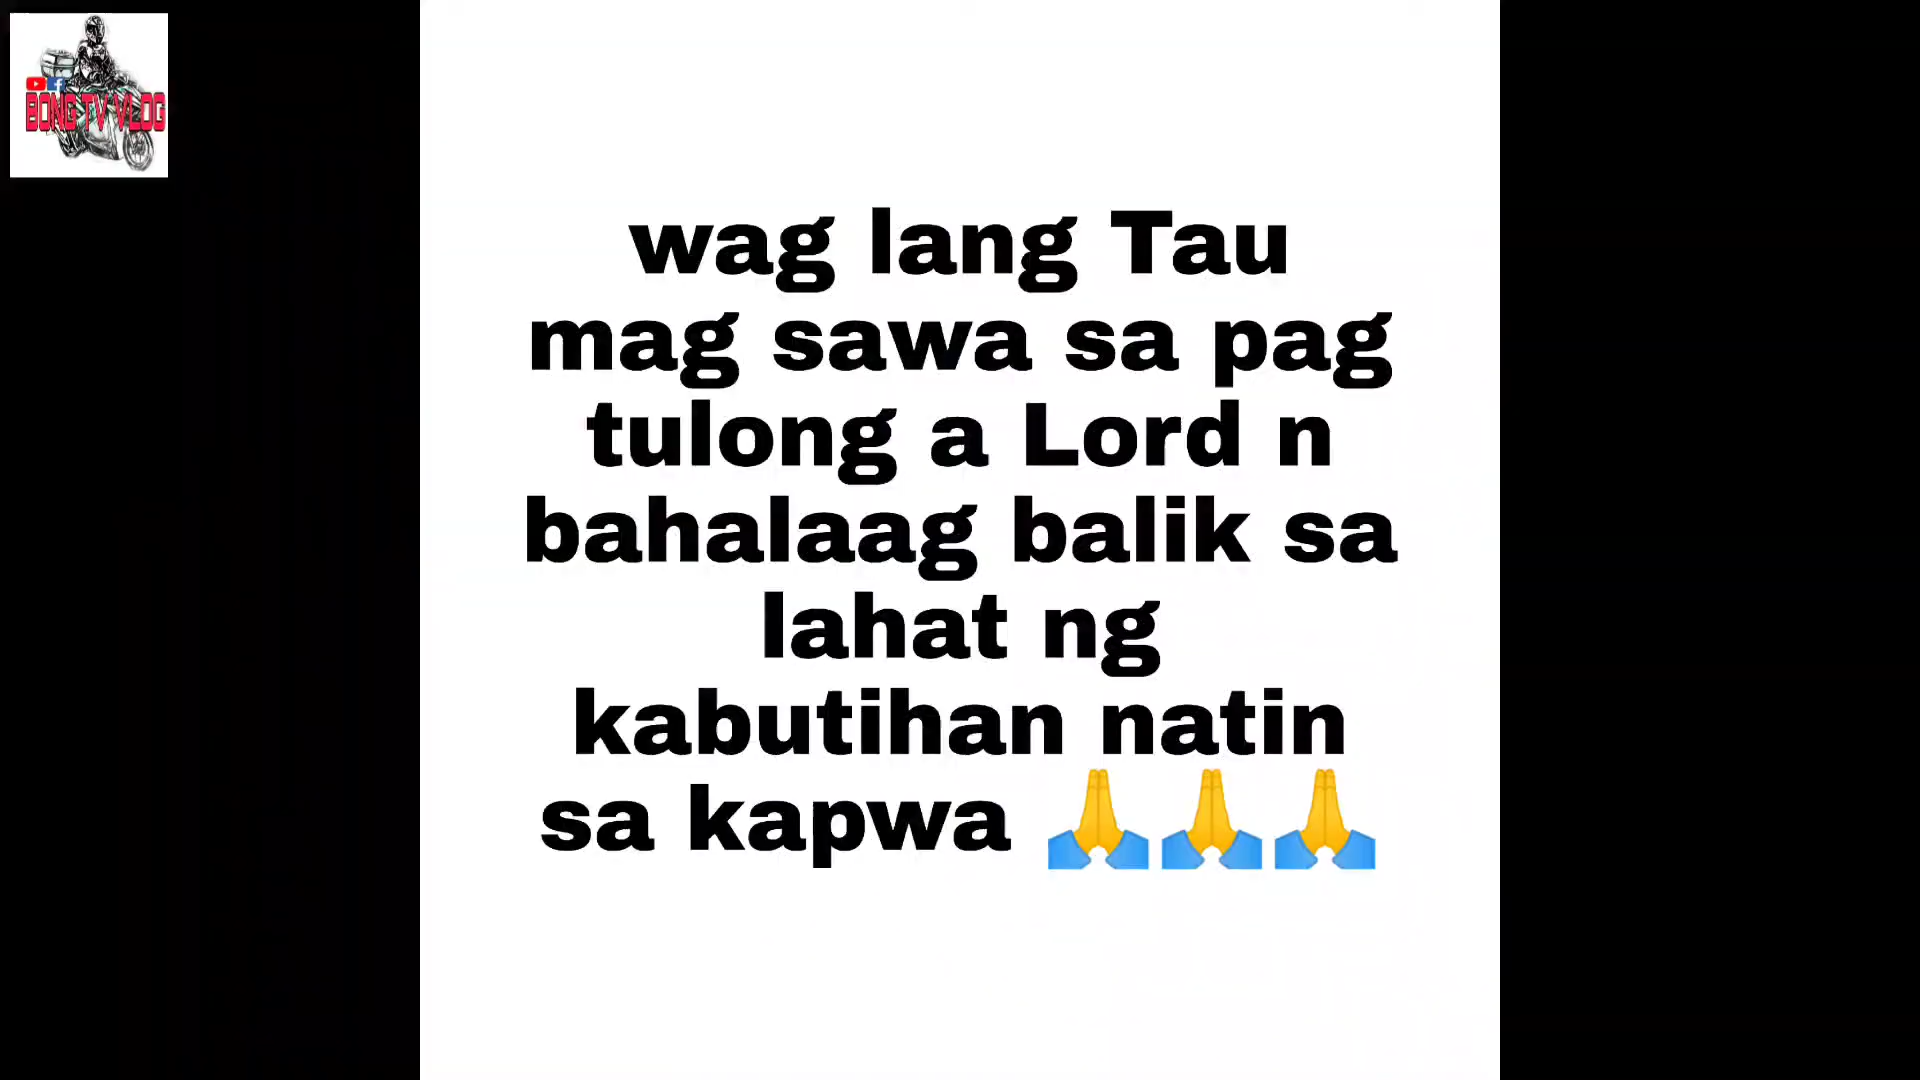 BONG TV VLOG
wag lang Tau
mag sawa sa pag
tulong a Lord n
bahalaag balik sa
lahat ng
kabutihan natin
sa kapwa 🙏🙏🙏